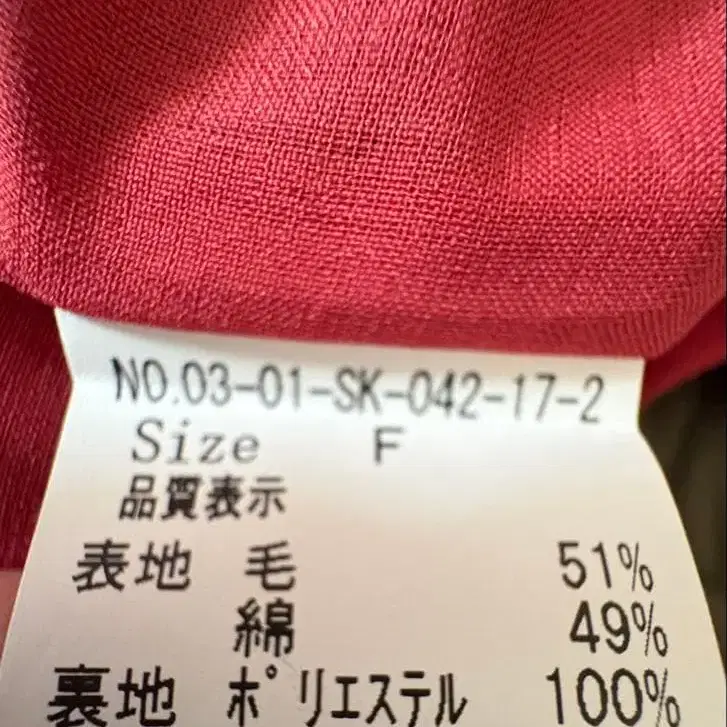 NO.03-01-SK-042-17-2
Size F
品質表示
表地 毛 51%
綿 49%
裏地 ポリエステル 100%